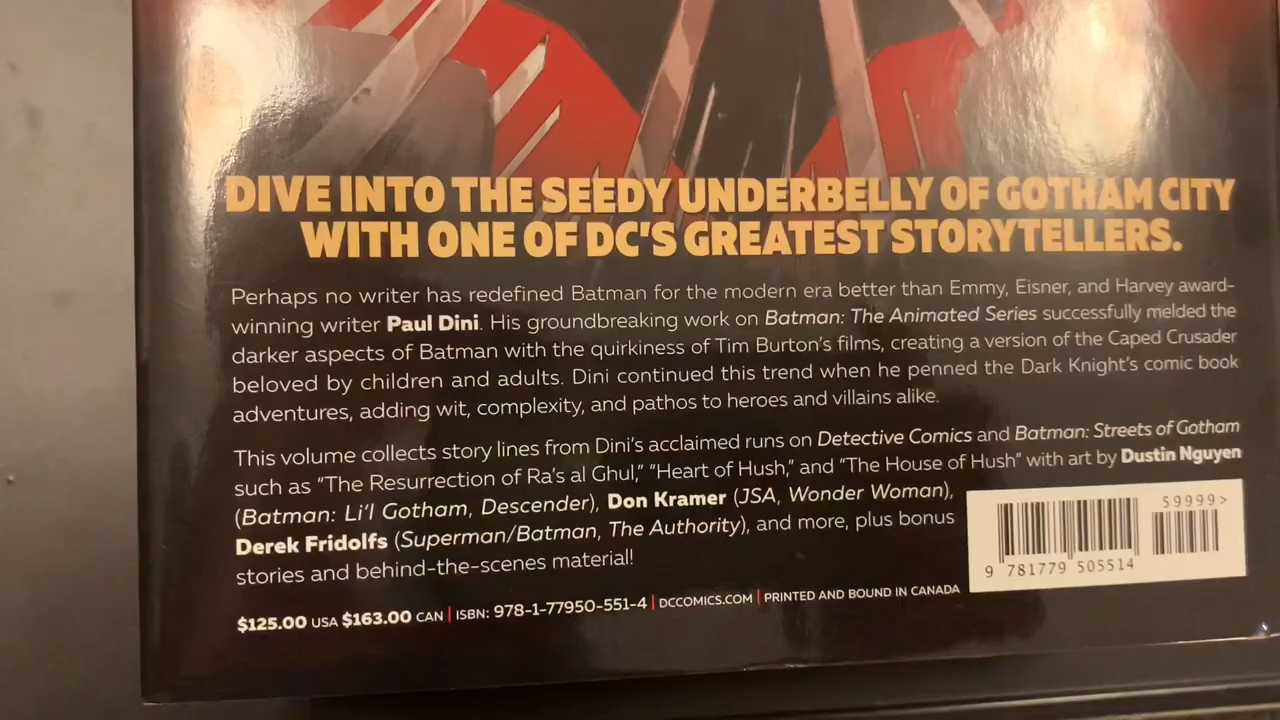 DIVE INTO THE SEEDY UNDERBELLY OF GOTHAM CITY
WITH ONE OF DC'S GREATEST STORYTELLERS.
Perhaps no writer has redefined Batman for the modern era better than Emmy, Eisner, and Harvey award-
winning writer Paul Dini. His groundbreaking work on Batman: The Animated Series successfully melded the
darker aspects of Batman with the quirkiness of Tim Burton's films, creating a version of the Caped Crusader
beloved by children and adults. Dini continued this trend when he penned the Dark Knight's comic book
adventures, adding wit, complexity, and pathos to heroes and villains alike.
This volume collects story lines from Dini's acclaimed runs on Detective Comics and Batman: Streets of Gotham
such as "The Resurrection of Ra's al Ghul," "Heart of Hush," and "The House of Hush" with art by Dustin Nguyen
(Batman: Li'l Gotham, Descender), Don Kramer (JSA, Wonder Woman),
Derek Fridolfs (Superman/Batman, The Authority), and more, plus bonus
stories and behind-the-scenes material!
59999>
9 781779 505514
$125.00 USA $163.00 CAN | ISBN: 978-1-77950-551-4 | DCCOMICS.COM | PRINTED AND BOUND IN CANADA